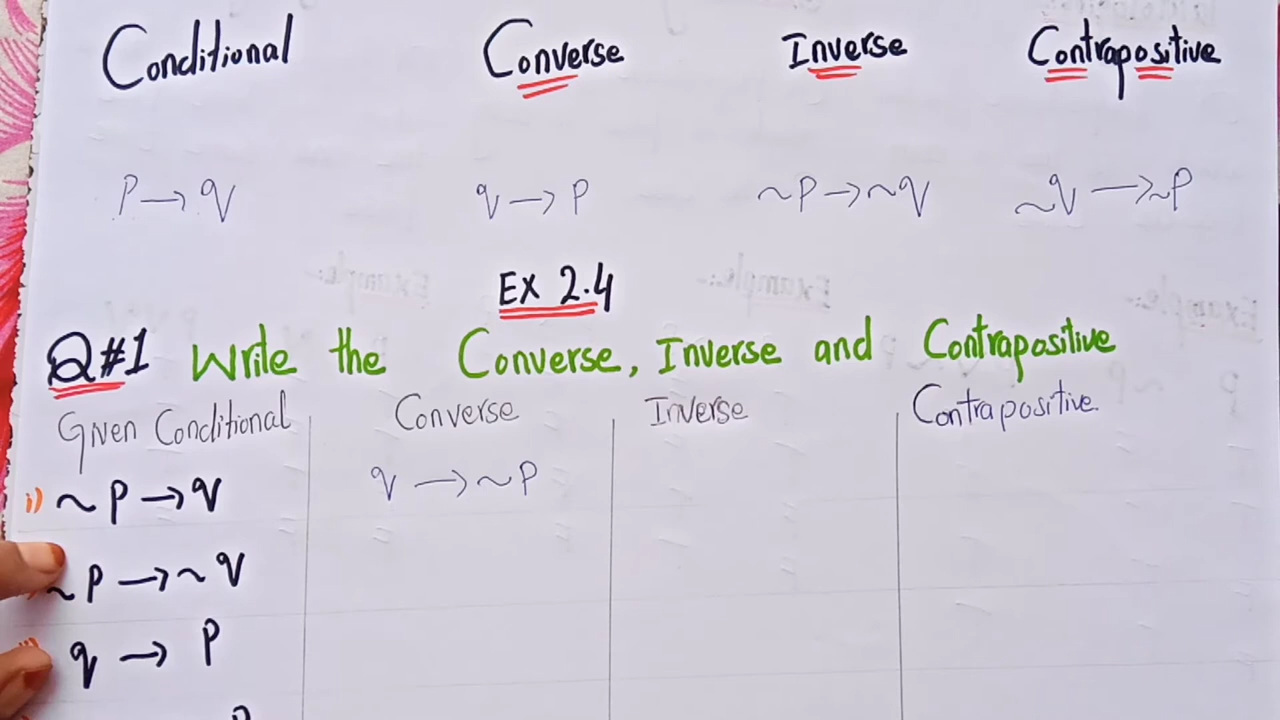 Conditional Converse Inverse Contrapositive
P → q q → P ~P → ~q ~q → ~P
Ex 2.4
Q#1 Write the Converse, Inverse and Contrapositive
Given Conditional Converse Inverse Contrapositive.
i) ~ P → q q → ~P
~ P → ~ q
q → P